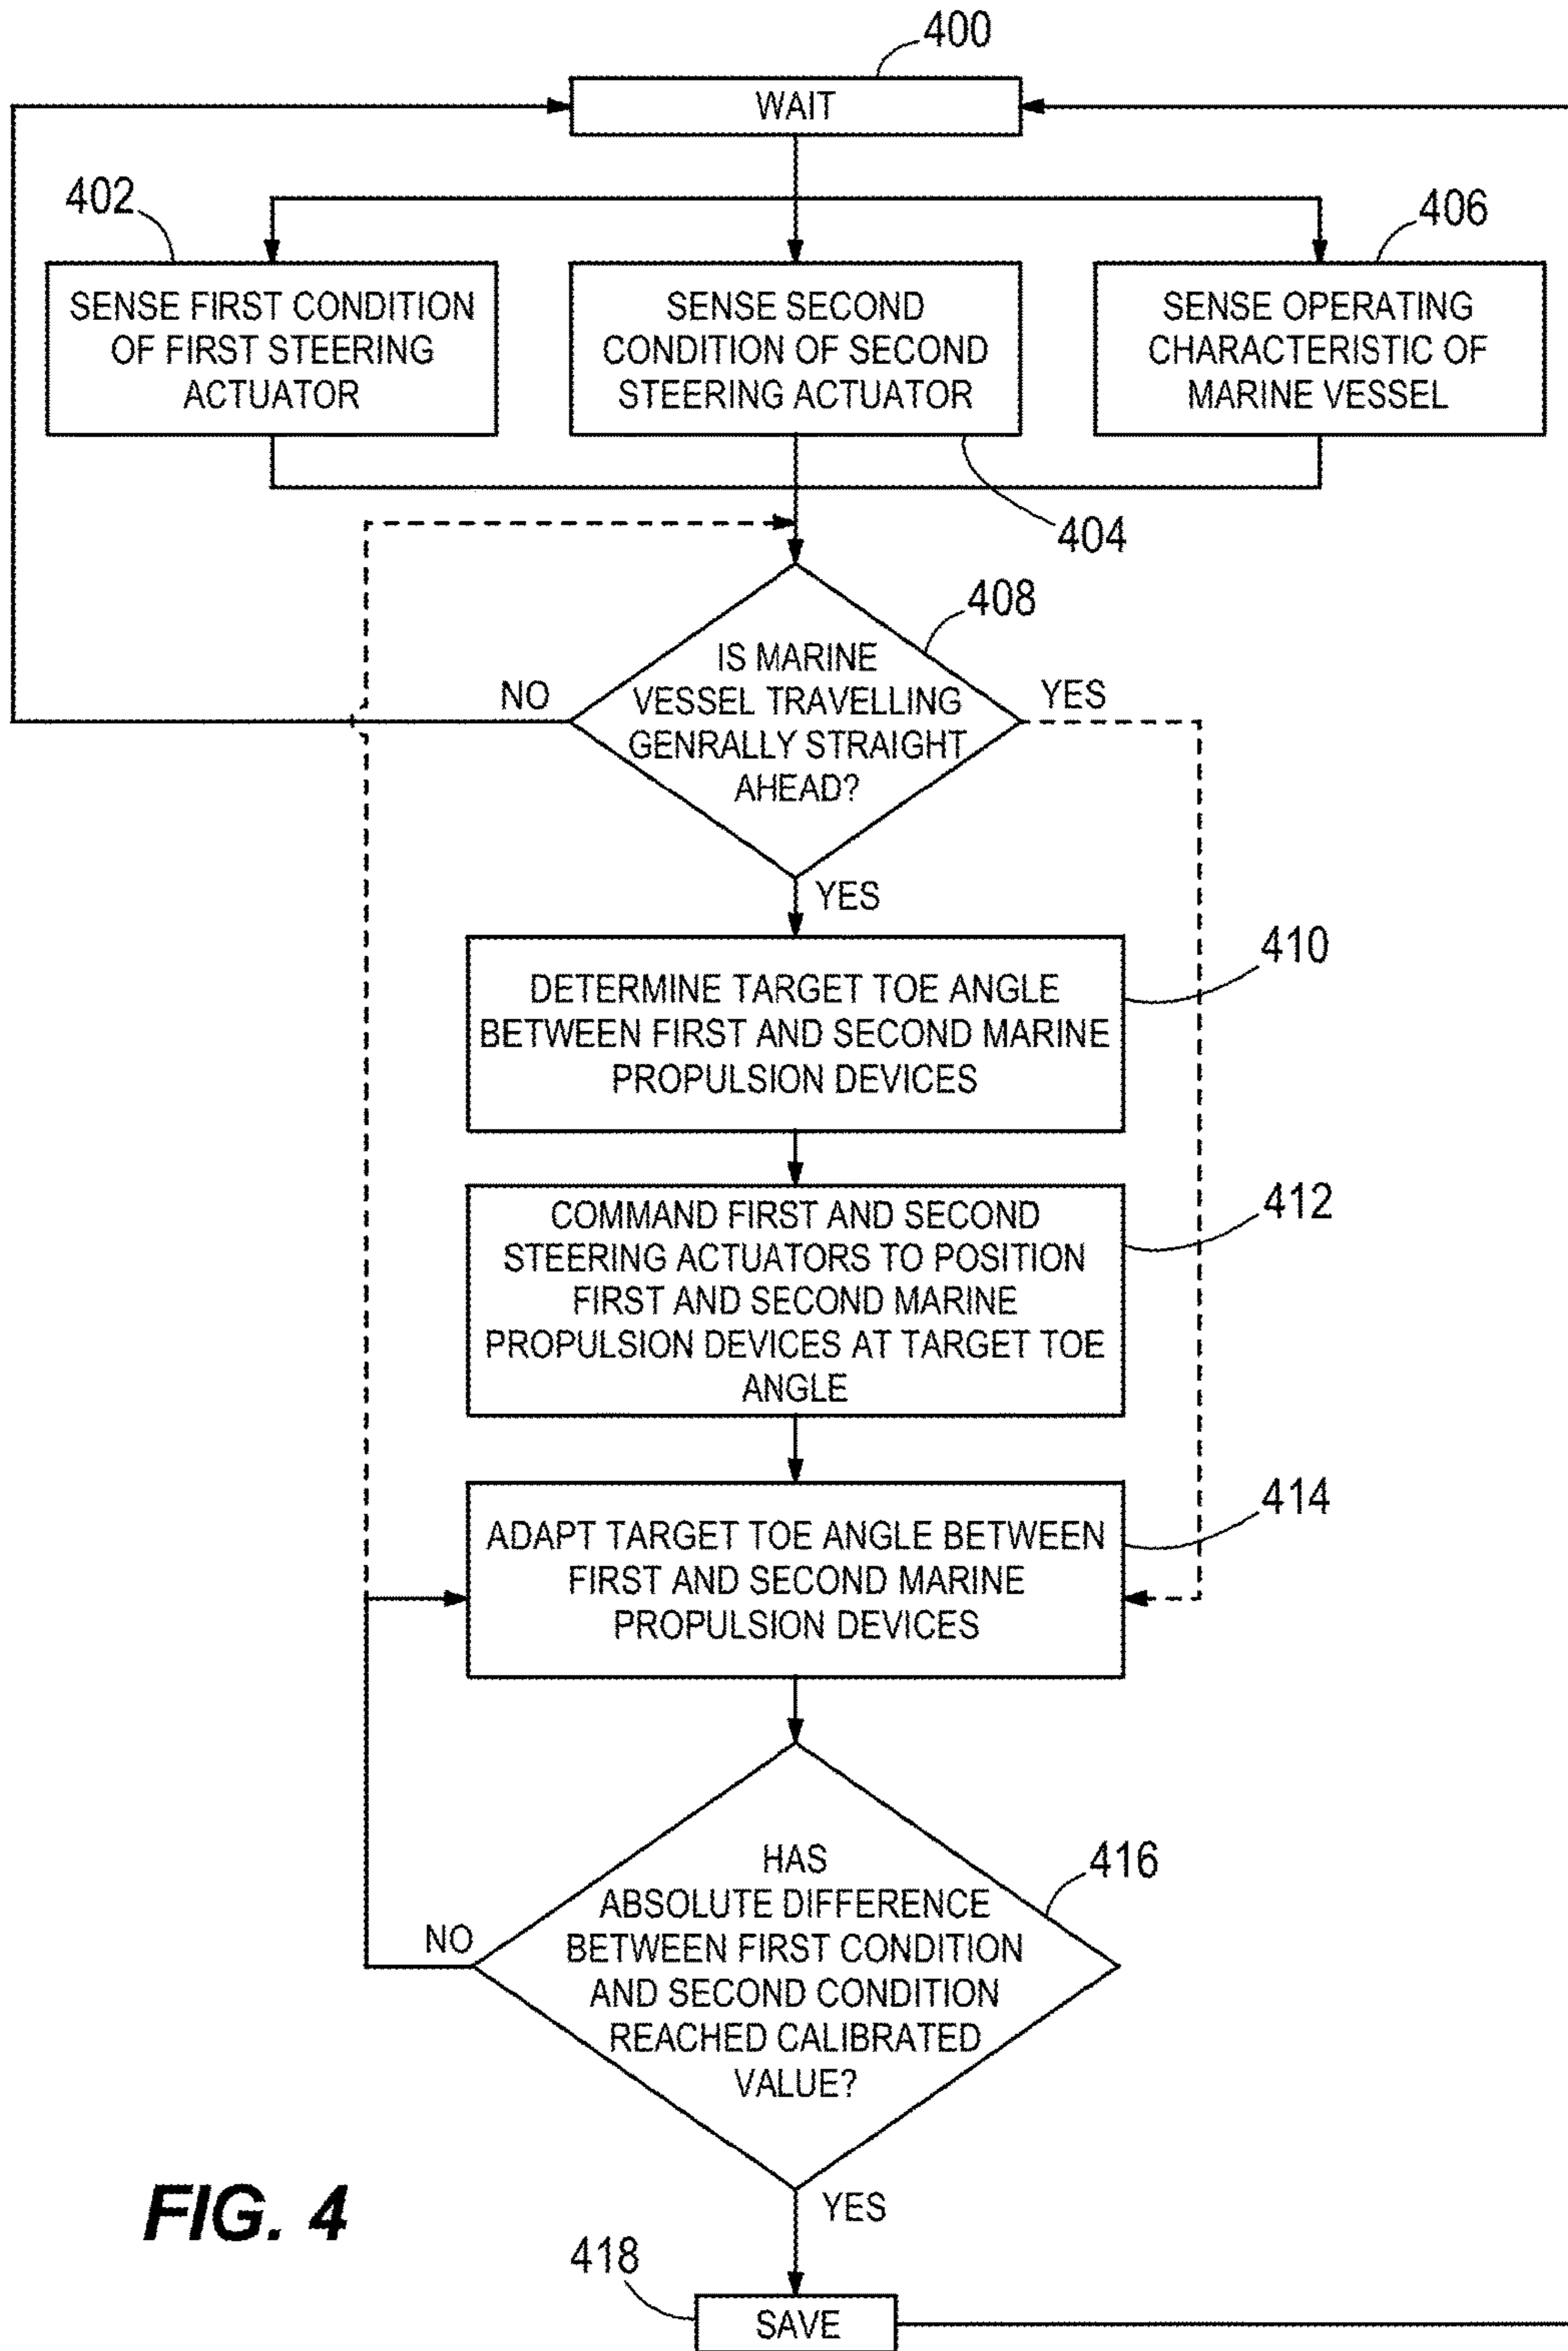 400
WAIT
402
406
SENSE FIRST CONDITION
OF FIRST STEERING
ACTUATOR
SENSE SECOND
CONDITION OF SECOND
STEERING ACTUATOR
SENSE OPERATING
CHARACTERISTIC OF
MARINE VESSEL
404
408
IS MARINE
VESSEL TRAVELLING
GENRALLY STRAIGHT
AHEAD?
NO
YES
YES
410
DETERMINE TARGET TOE ANGLE
BETWEEN FIRST AND SECOND MARINE
PROPULSION DEVICES
412
COMMAND FIRST AND SECOND
STEERING ACTUATORS TO POSITION
FIRST AND SECOND MARINE
PROPULSION DEVICES AT TARGET TOE
ANGLE
414
ADAPT TARGET TOE ANGLE BETWEEN
FIRST AND SECOND MARINE
PROPULSION DEVICES
416
HAS
ABSOLUTE DIFFERENCE
BETWEEN FIRST CONDITION
AND SECOND CONDITION
REACHED CALIBRATED
VALUE?
NO
YES
FIG. 4
418
SAVE